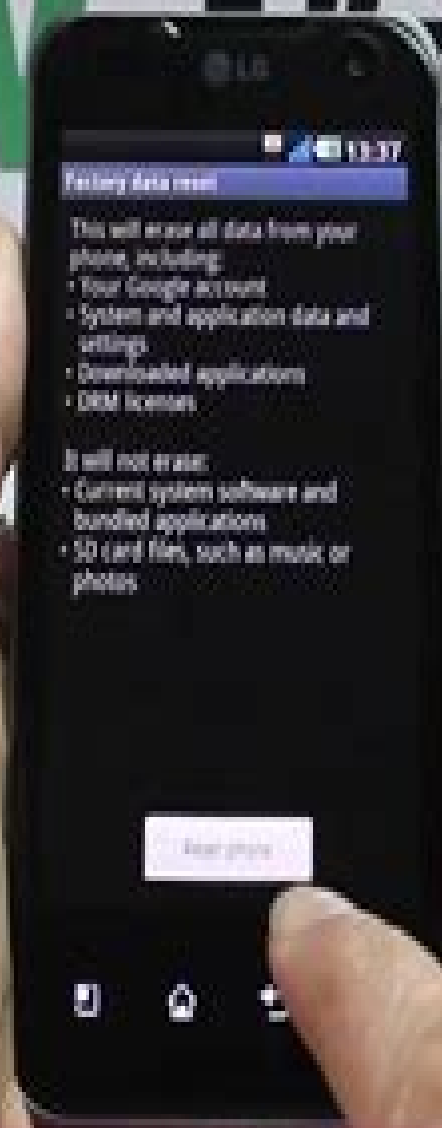 LG
13:37
Factory data reset
This will erase all data from your
phone, including:
• Your Google account
• System and application data and
settings
• Downloaded applications
• DRM licenses
It will not erase:
• Current system software and
bundled applications
• SD card files, such as music or
photos
Reset phone